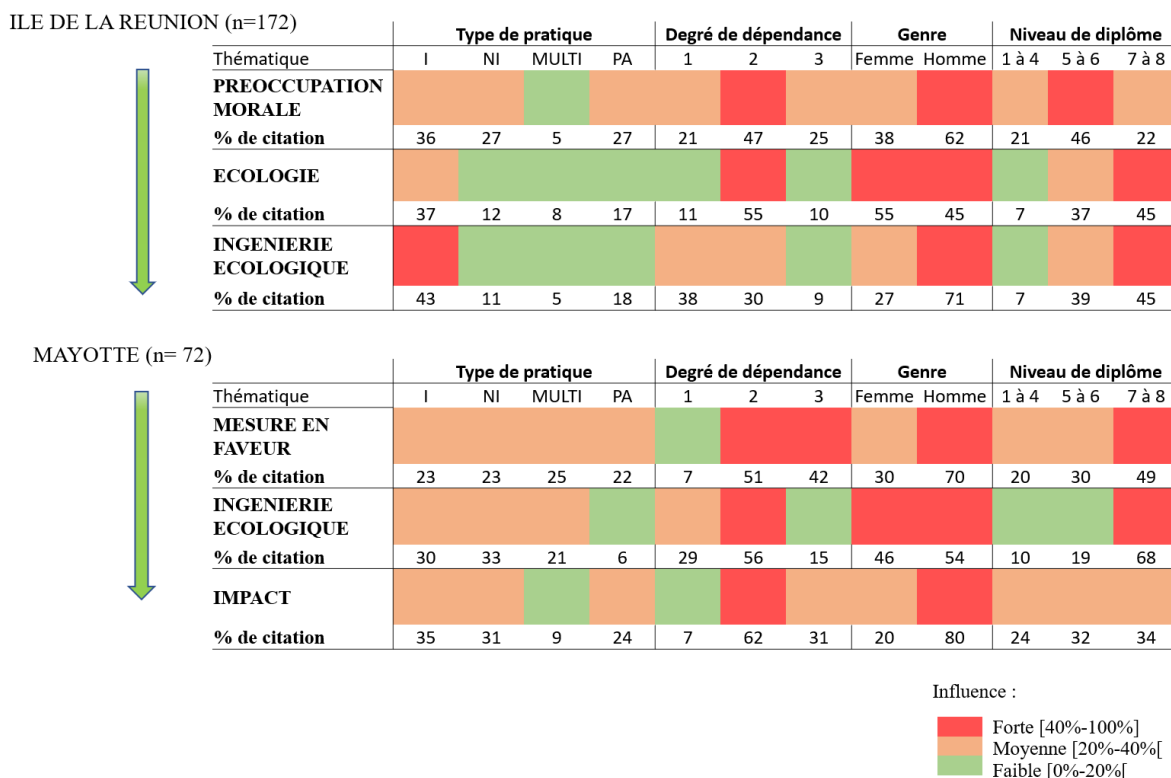 ILE DE LA REUNION (n=172)
Type de pratique Degré de dépendance Genre Niveau de diplôme
Thématique I NI MULTI PA 1 2 3 Femme Homme 1 à 4 5 à 6 7 à 8
PREOCCUPATION
MORALE
% de citation 36 27 5 27 21 47 25 38 62 21 46 22
ECOLOGIE
% de citation 37 12 8 17 11 55 10 55 45 7 37 45
INGENIERIE
ECOLOGIQUE
% de citation 43 11 5 18 38 30 9 27 71 7 39 45
MAYOTTE (n= 72)
Type de pratique Degré de dépendance Genre Niveau de diplôme
Thématique I NI MULTI PA 1 2 3 Femme Homme 1 à 4 5 à 6 7 à 8
MESURE EN
FAVEUR
% de citation 23 23 25 22 7 51 42 30 70 20 30 49
INGENIERIE
ECOLOGIQUE
% de citation 30 33 21 6 29 56 15 46 54 10 19 68
IMPACT
% de citation 35 31 9 24 7 62 31 20 80 24 32 34
Influence :
Forte [40%-100%]
Moyenne [20%-40%[
Faible [0%-20%[